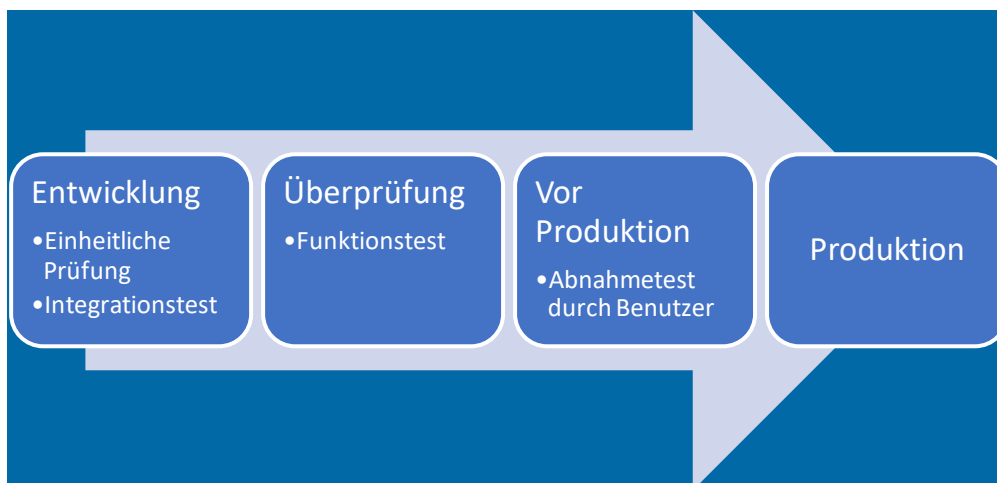 Entwicklung
•Einheitliche
Prüfung
•Integrationstest
Überprüfung
•Funktionstest
Vor
Produktion
•Abnahmetest
durch Benutzer
Produktion